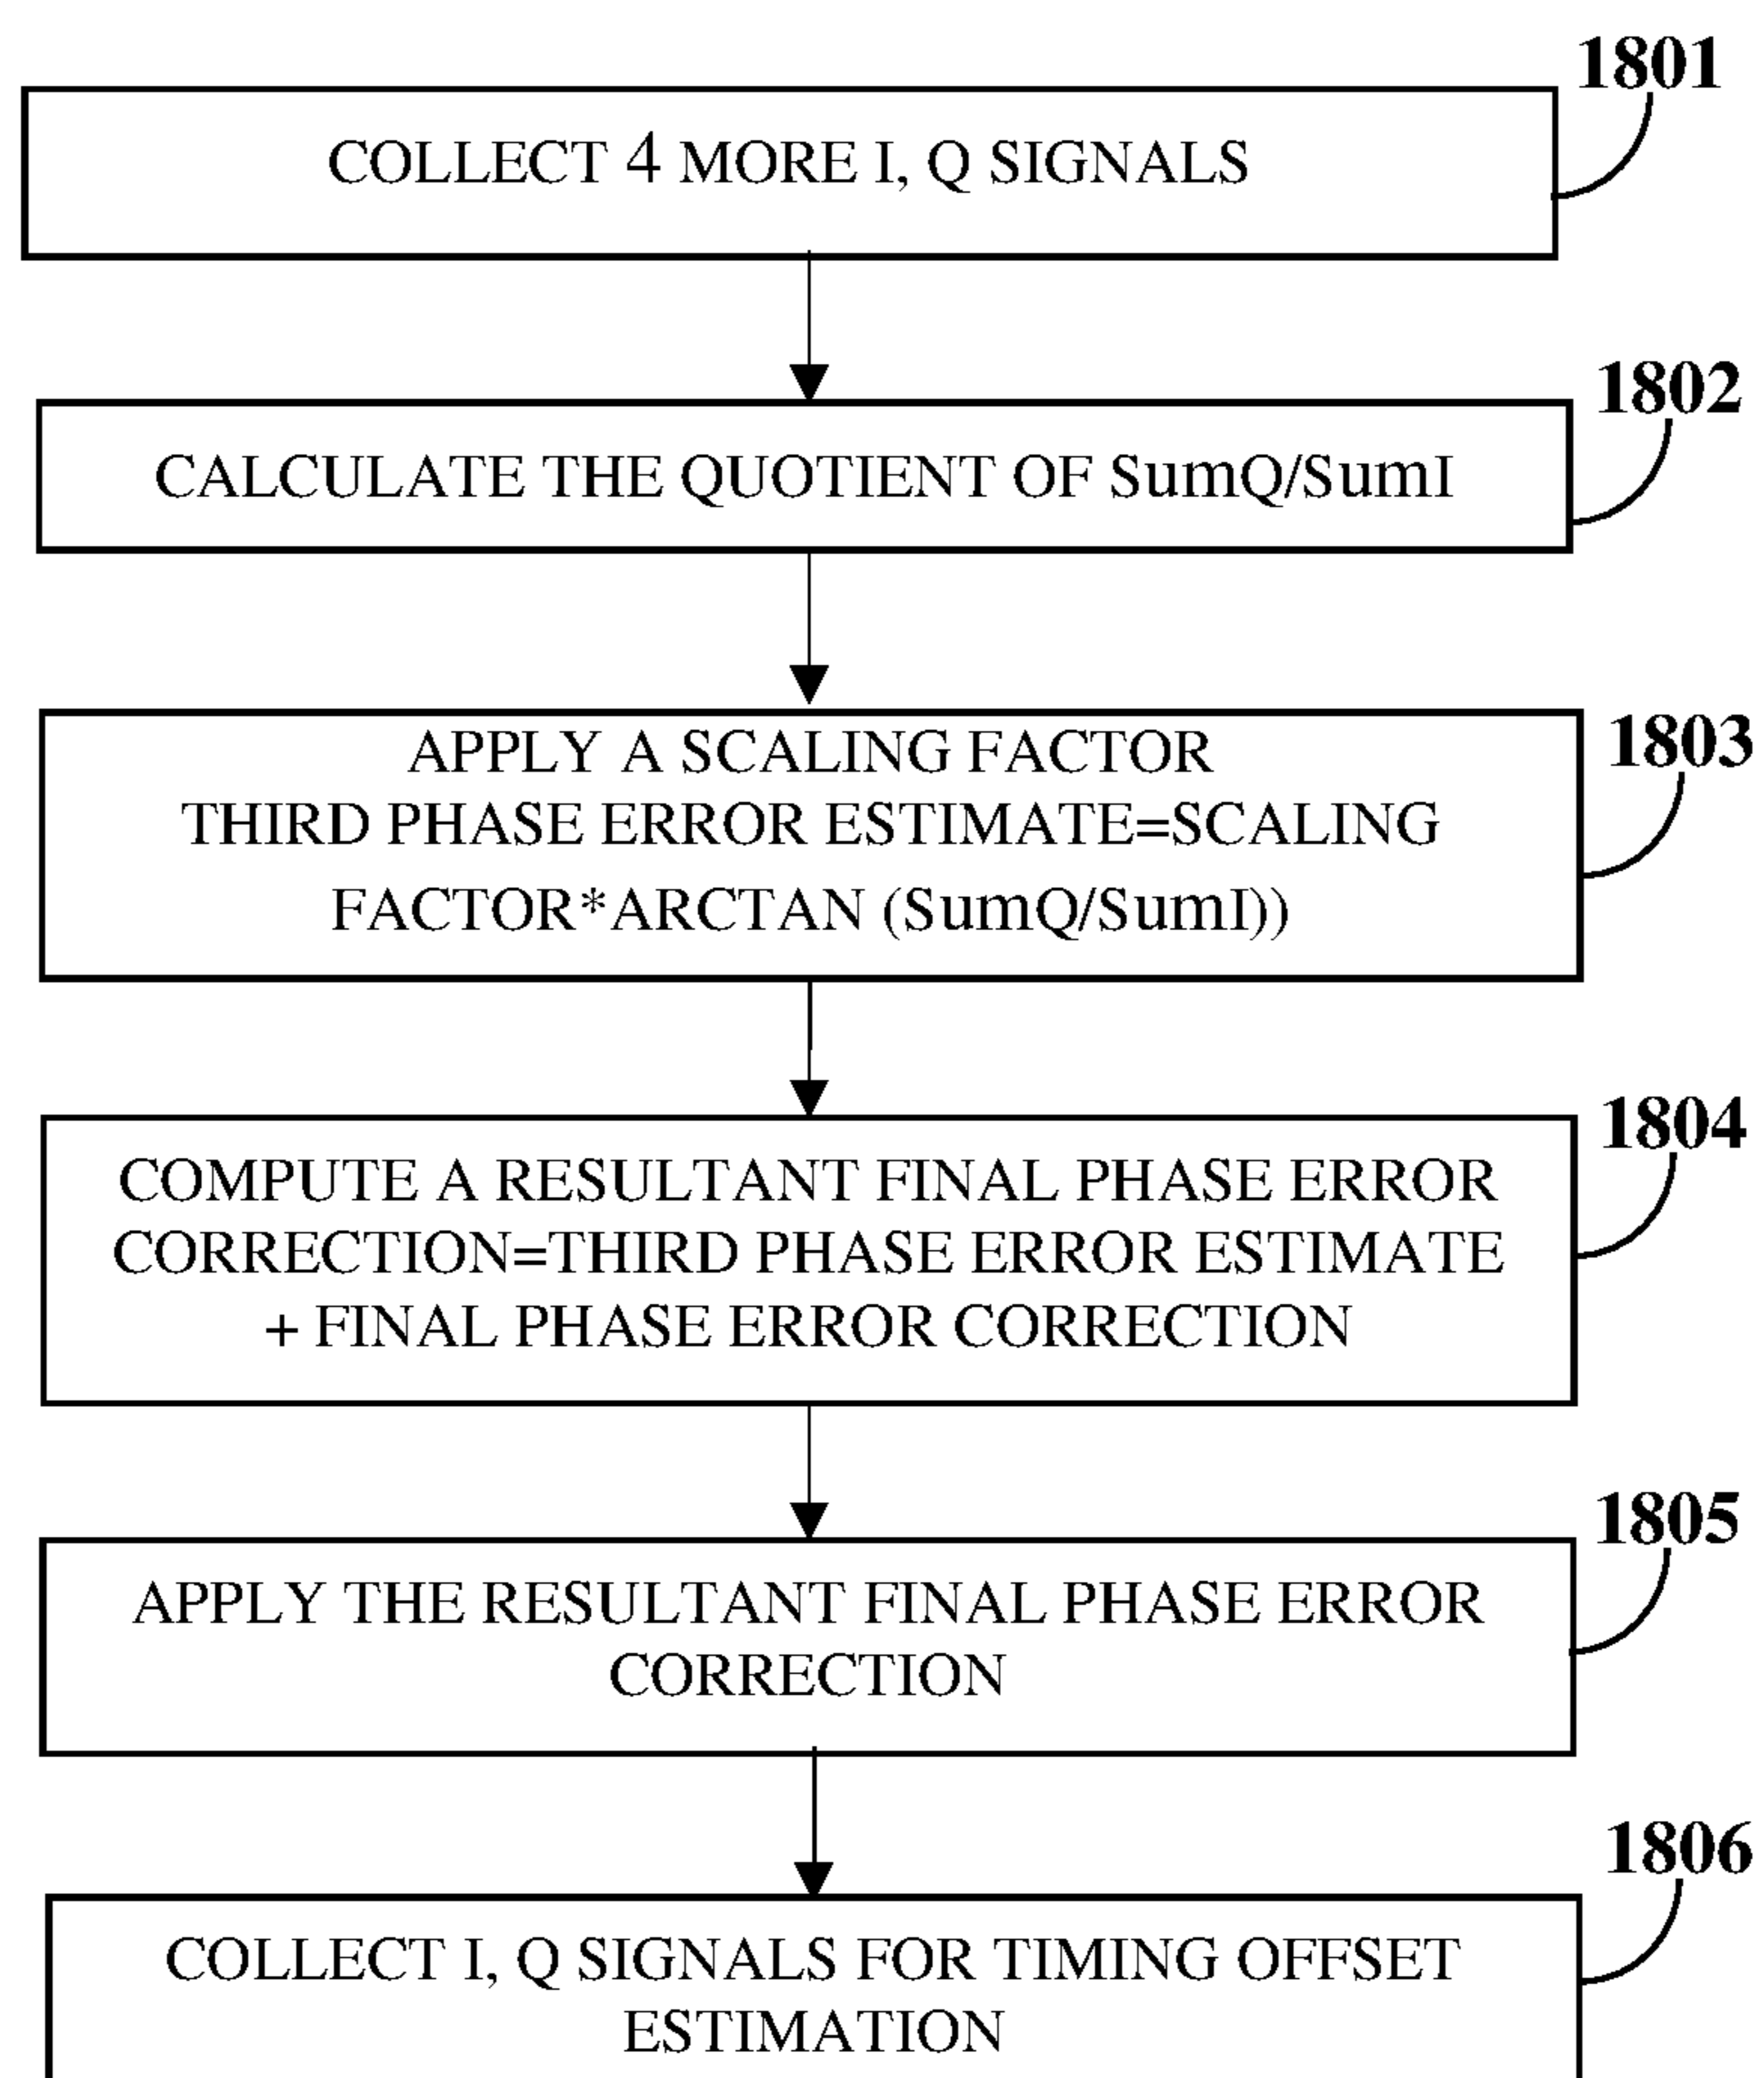 1801
COLLECT 4 MORE I, Q SIGNALS
1802
CALCULATE THE QUOTIENT OF SumQ/SumI
1803
APPLY A SCALING FACTOR
THIRD PHASE ERROR ESTIMATE=SCALING
FACTOR*ARCTAN (SumQ/SumI))
1804
COMPUTE A RESULTANT FINAL PHASE ERROR
CORRECTION=THIRD PHASE ERROR ESTIMATE
+ FINAL PHASE ERROR CORRECTION
1805
APPLY THE RESULTANT FINAL PHASE ERROR
CORRECTION
1806
COLLECT I, Q SIGNALS FOR TIMING OFFSET
ESTIMATION